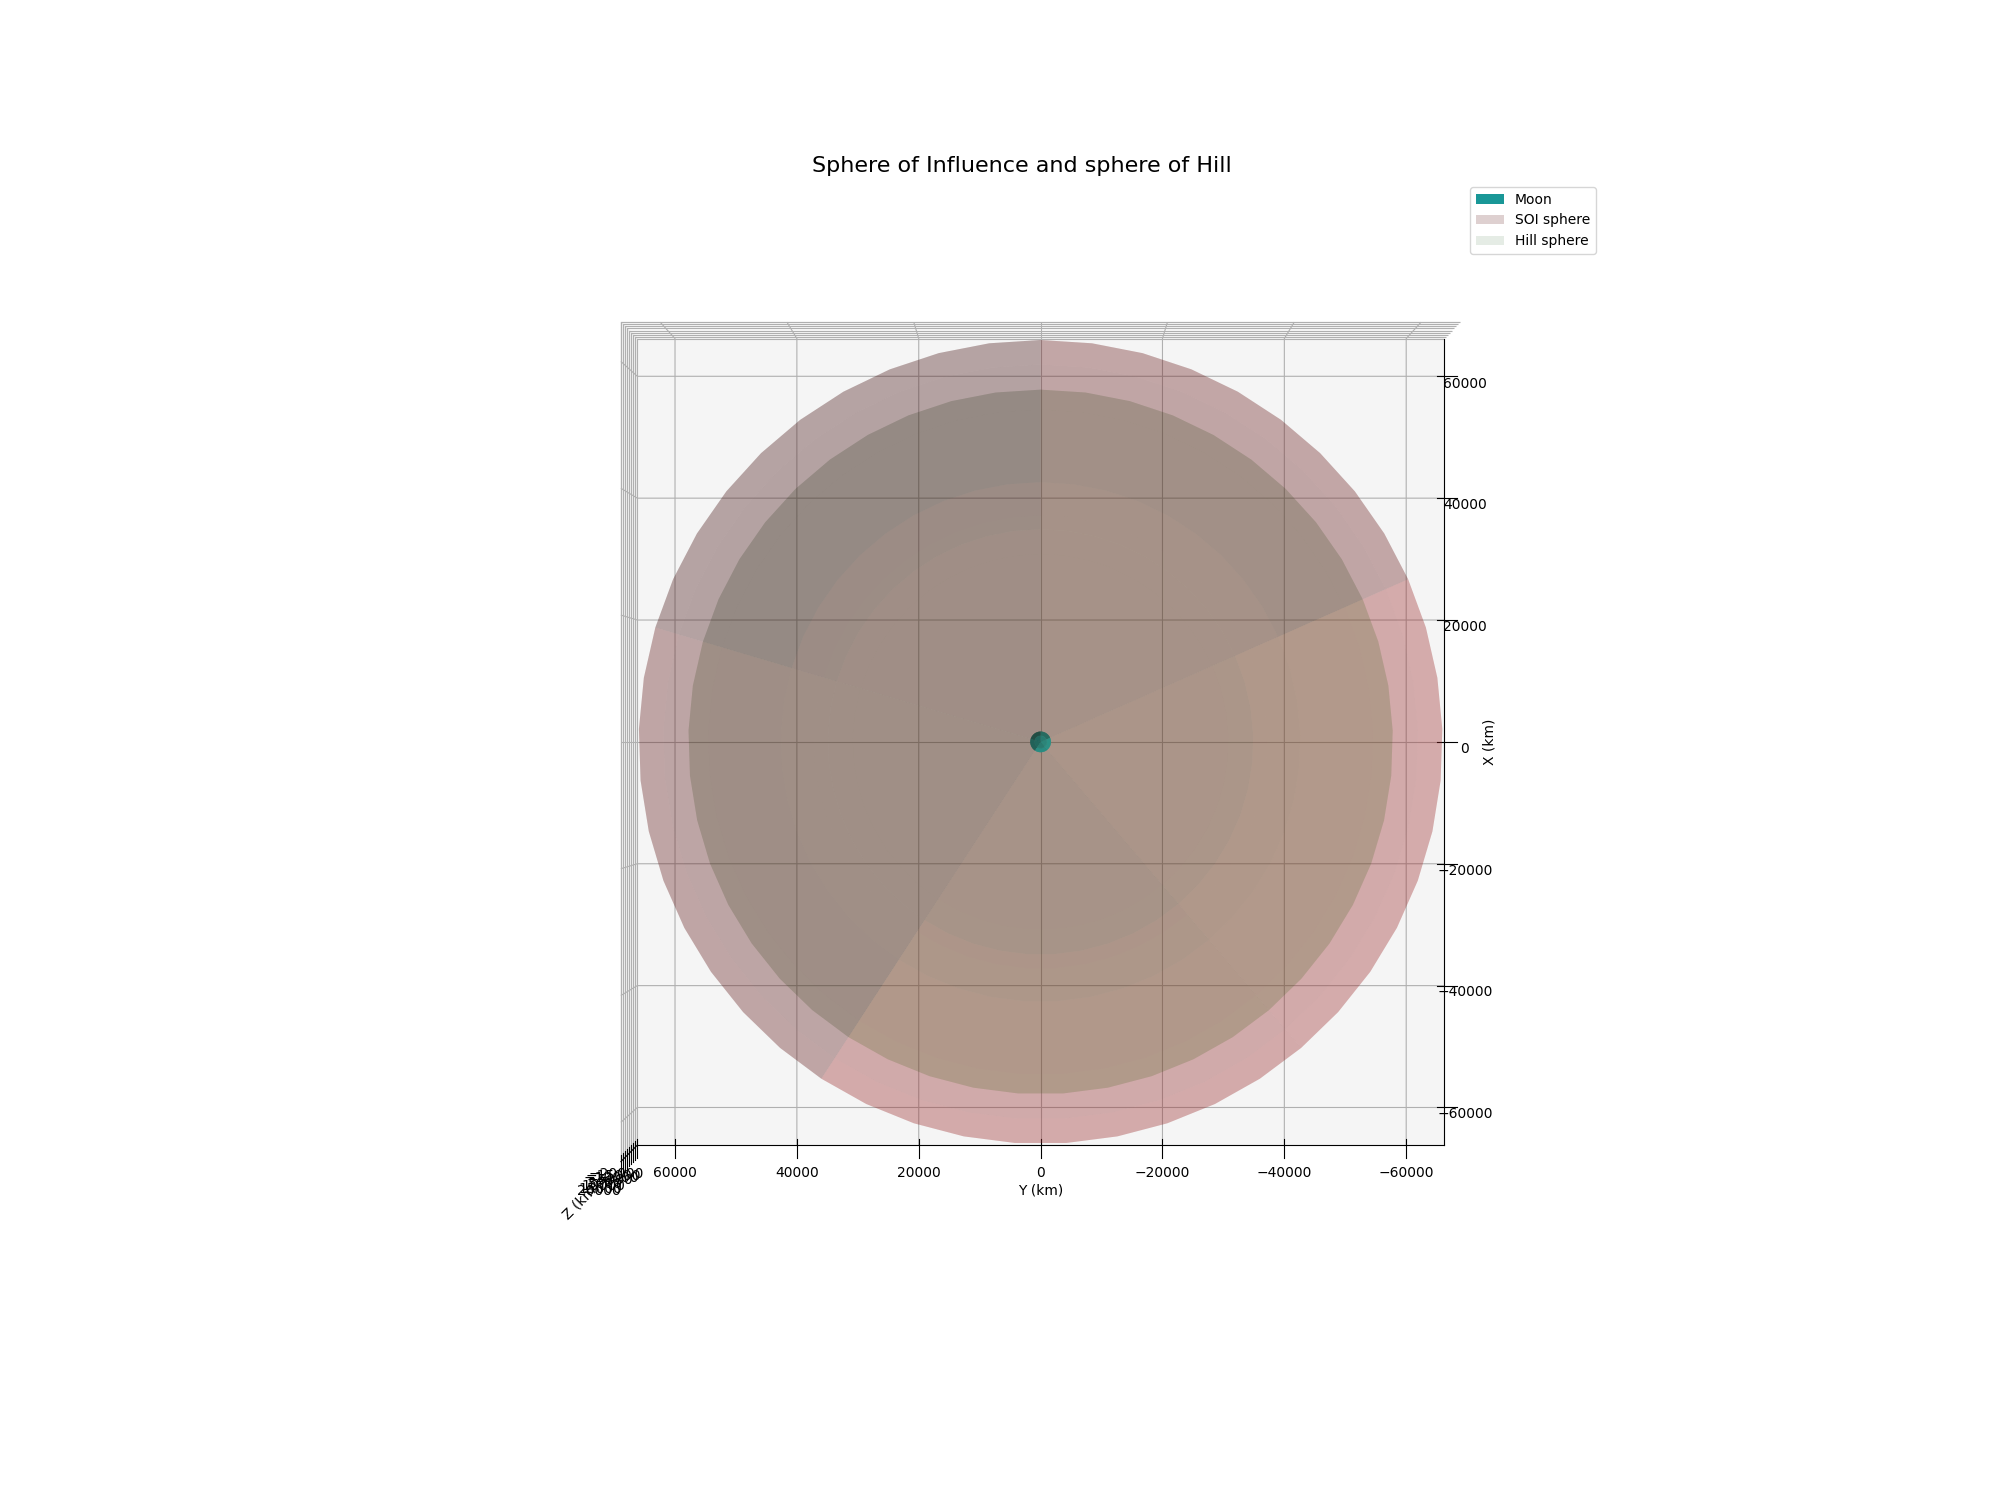 Sphere of Influence and sphere of Hill
Moon
SOI sphere
Hill sphere
60000
40000
20000
0
X (km)
−20000
−40000
−60000
60000
40000
20000
0
−20000
−40000
−60000
Y (km)